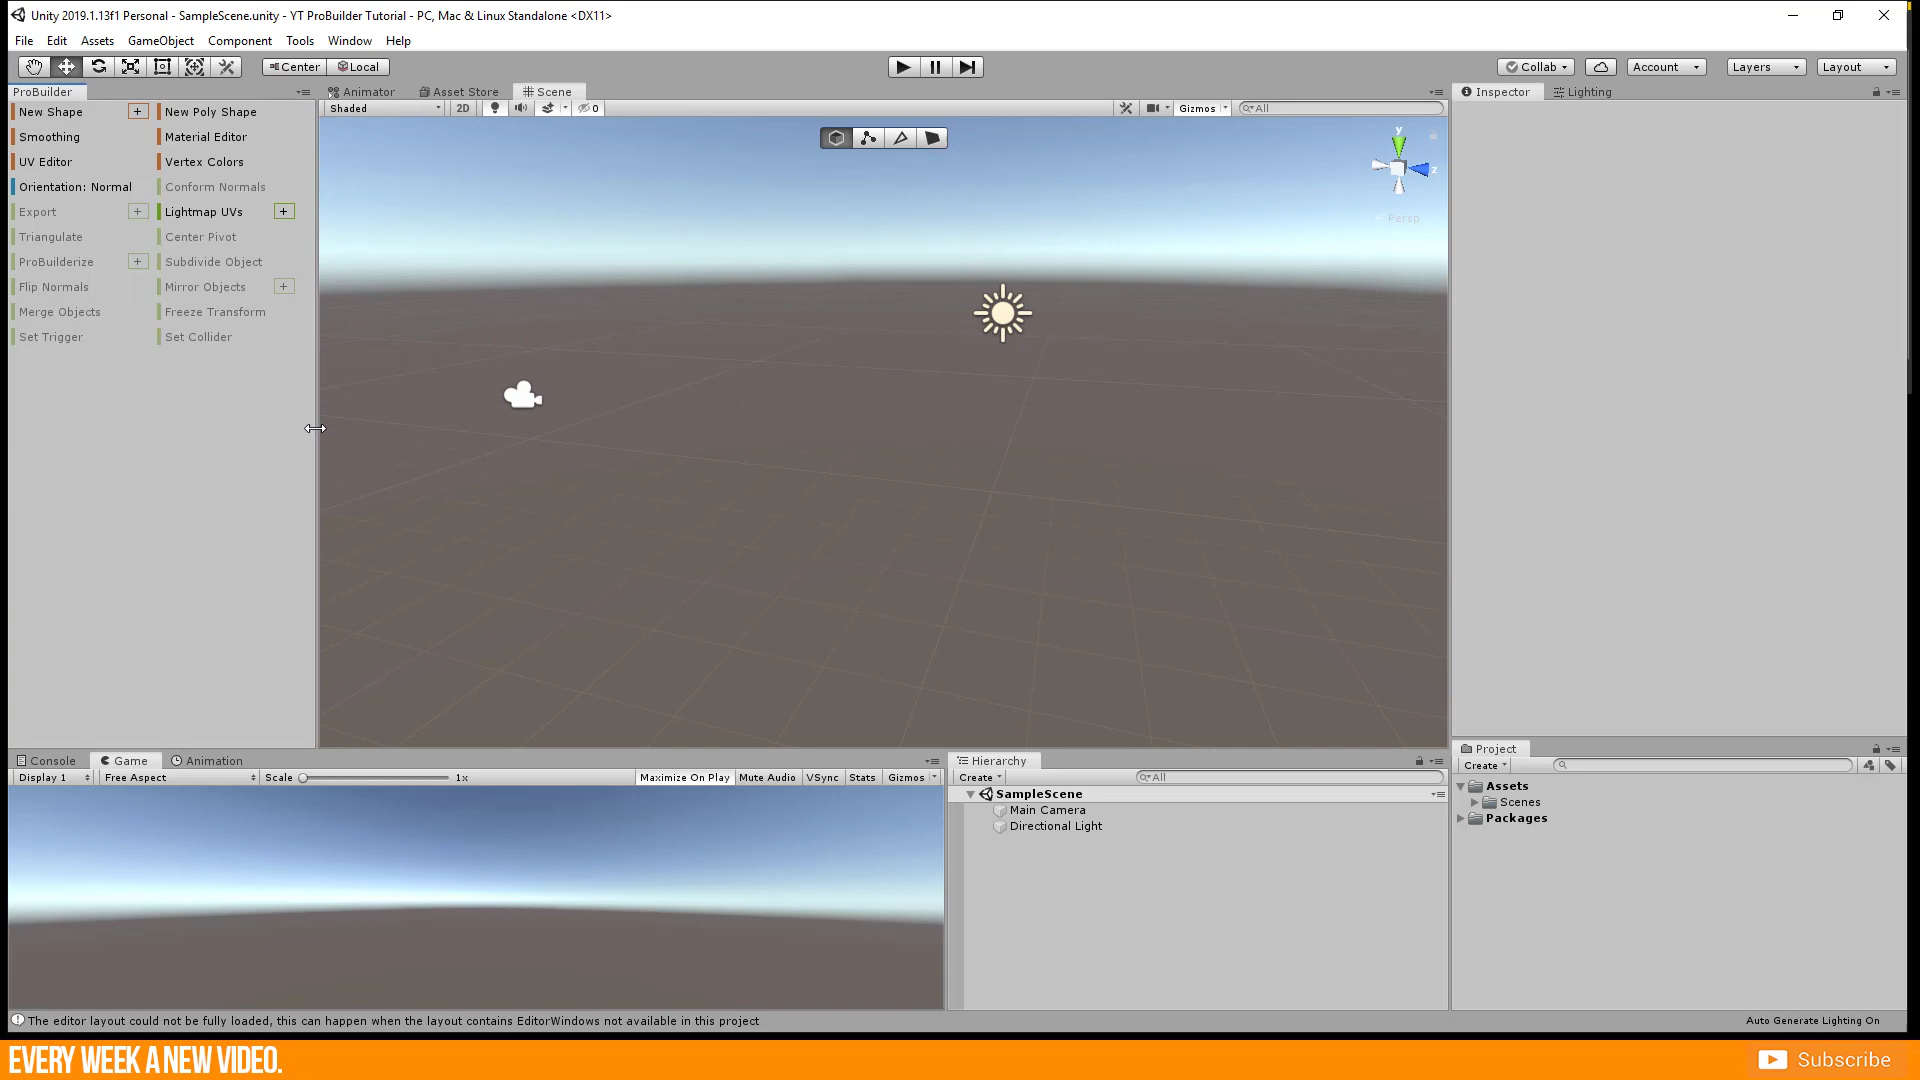 Unity 2019.1.13f1 Personal - SampleScene.unity - YT ProBuilder Tutorial - PC, Mac & Linux Standalone <DX11>
File Edit Assets GameObject Component Tools Window Help
Center Local Collab Account Layers Layout
ProBuilder Animator Asset Store Scene Inspector Lighting
Shaded 2D 0 Gizmos All
New Shape + New Poly Shape
Smoothing Material Editor
UV Editor Vertex Colors
Orientation: Normal Conform Normals
Export + Lightmap UVs +
Triangulate Center Pivot
ProBuilderize + Subdivide Object
Flip Normals Mirror Objects +
Merge Objects Freeze Transform
Set Trigger Set Collider
y
z
Persp
Console Game Animation
Display 1 Free Aspect Scale 1x Maximize On Play Mute Audio VSync Stats Gizmos
Hierarchy
Create All
SampleScene
Main Camera
Directional Light
Project
Create
Assets
Scenes
Packages
The editor layout could not be fully loaded, this can happen when the layout contains EditorWindows not available in this project
Auto Generate Lighting On
EVERY WEEK A NEW VIDEO.
Subscribe